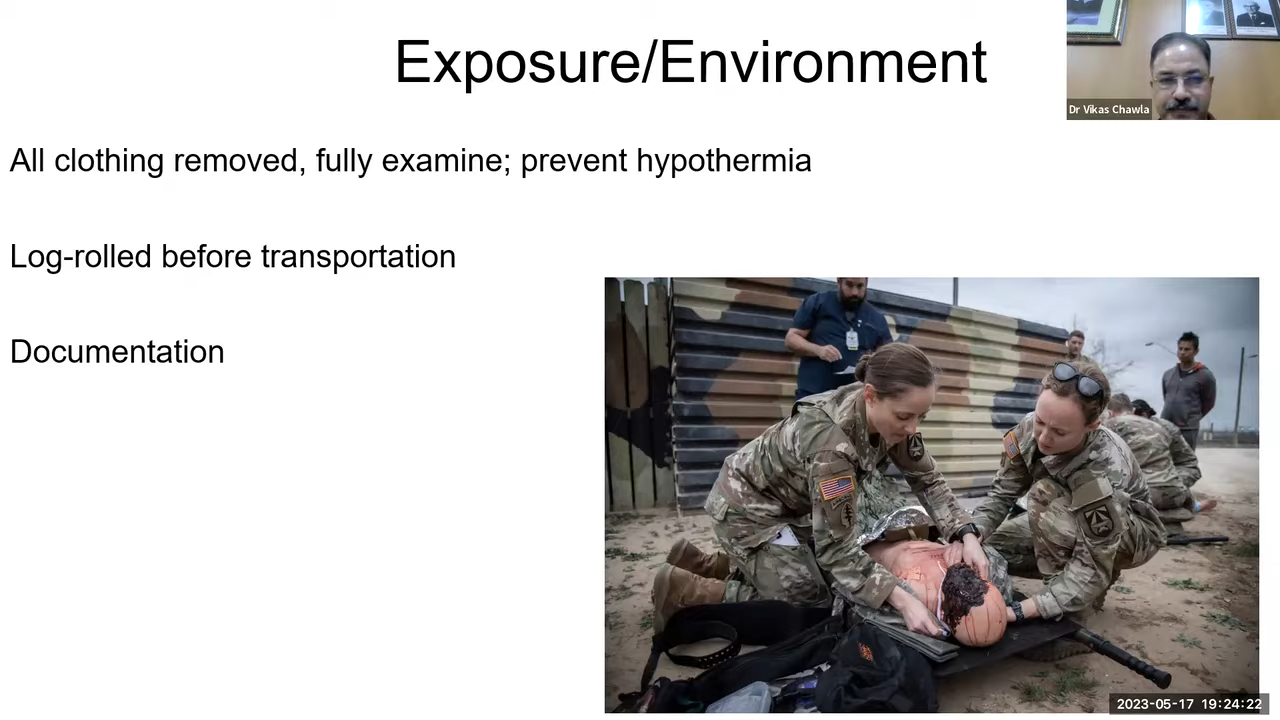 Exposure/Environment
Dr Vikas Chawla
All clothing removed, fully examine; prevent hypothermia
Log-rolled before transportation
Documentation
2023-05-17 19:24:22